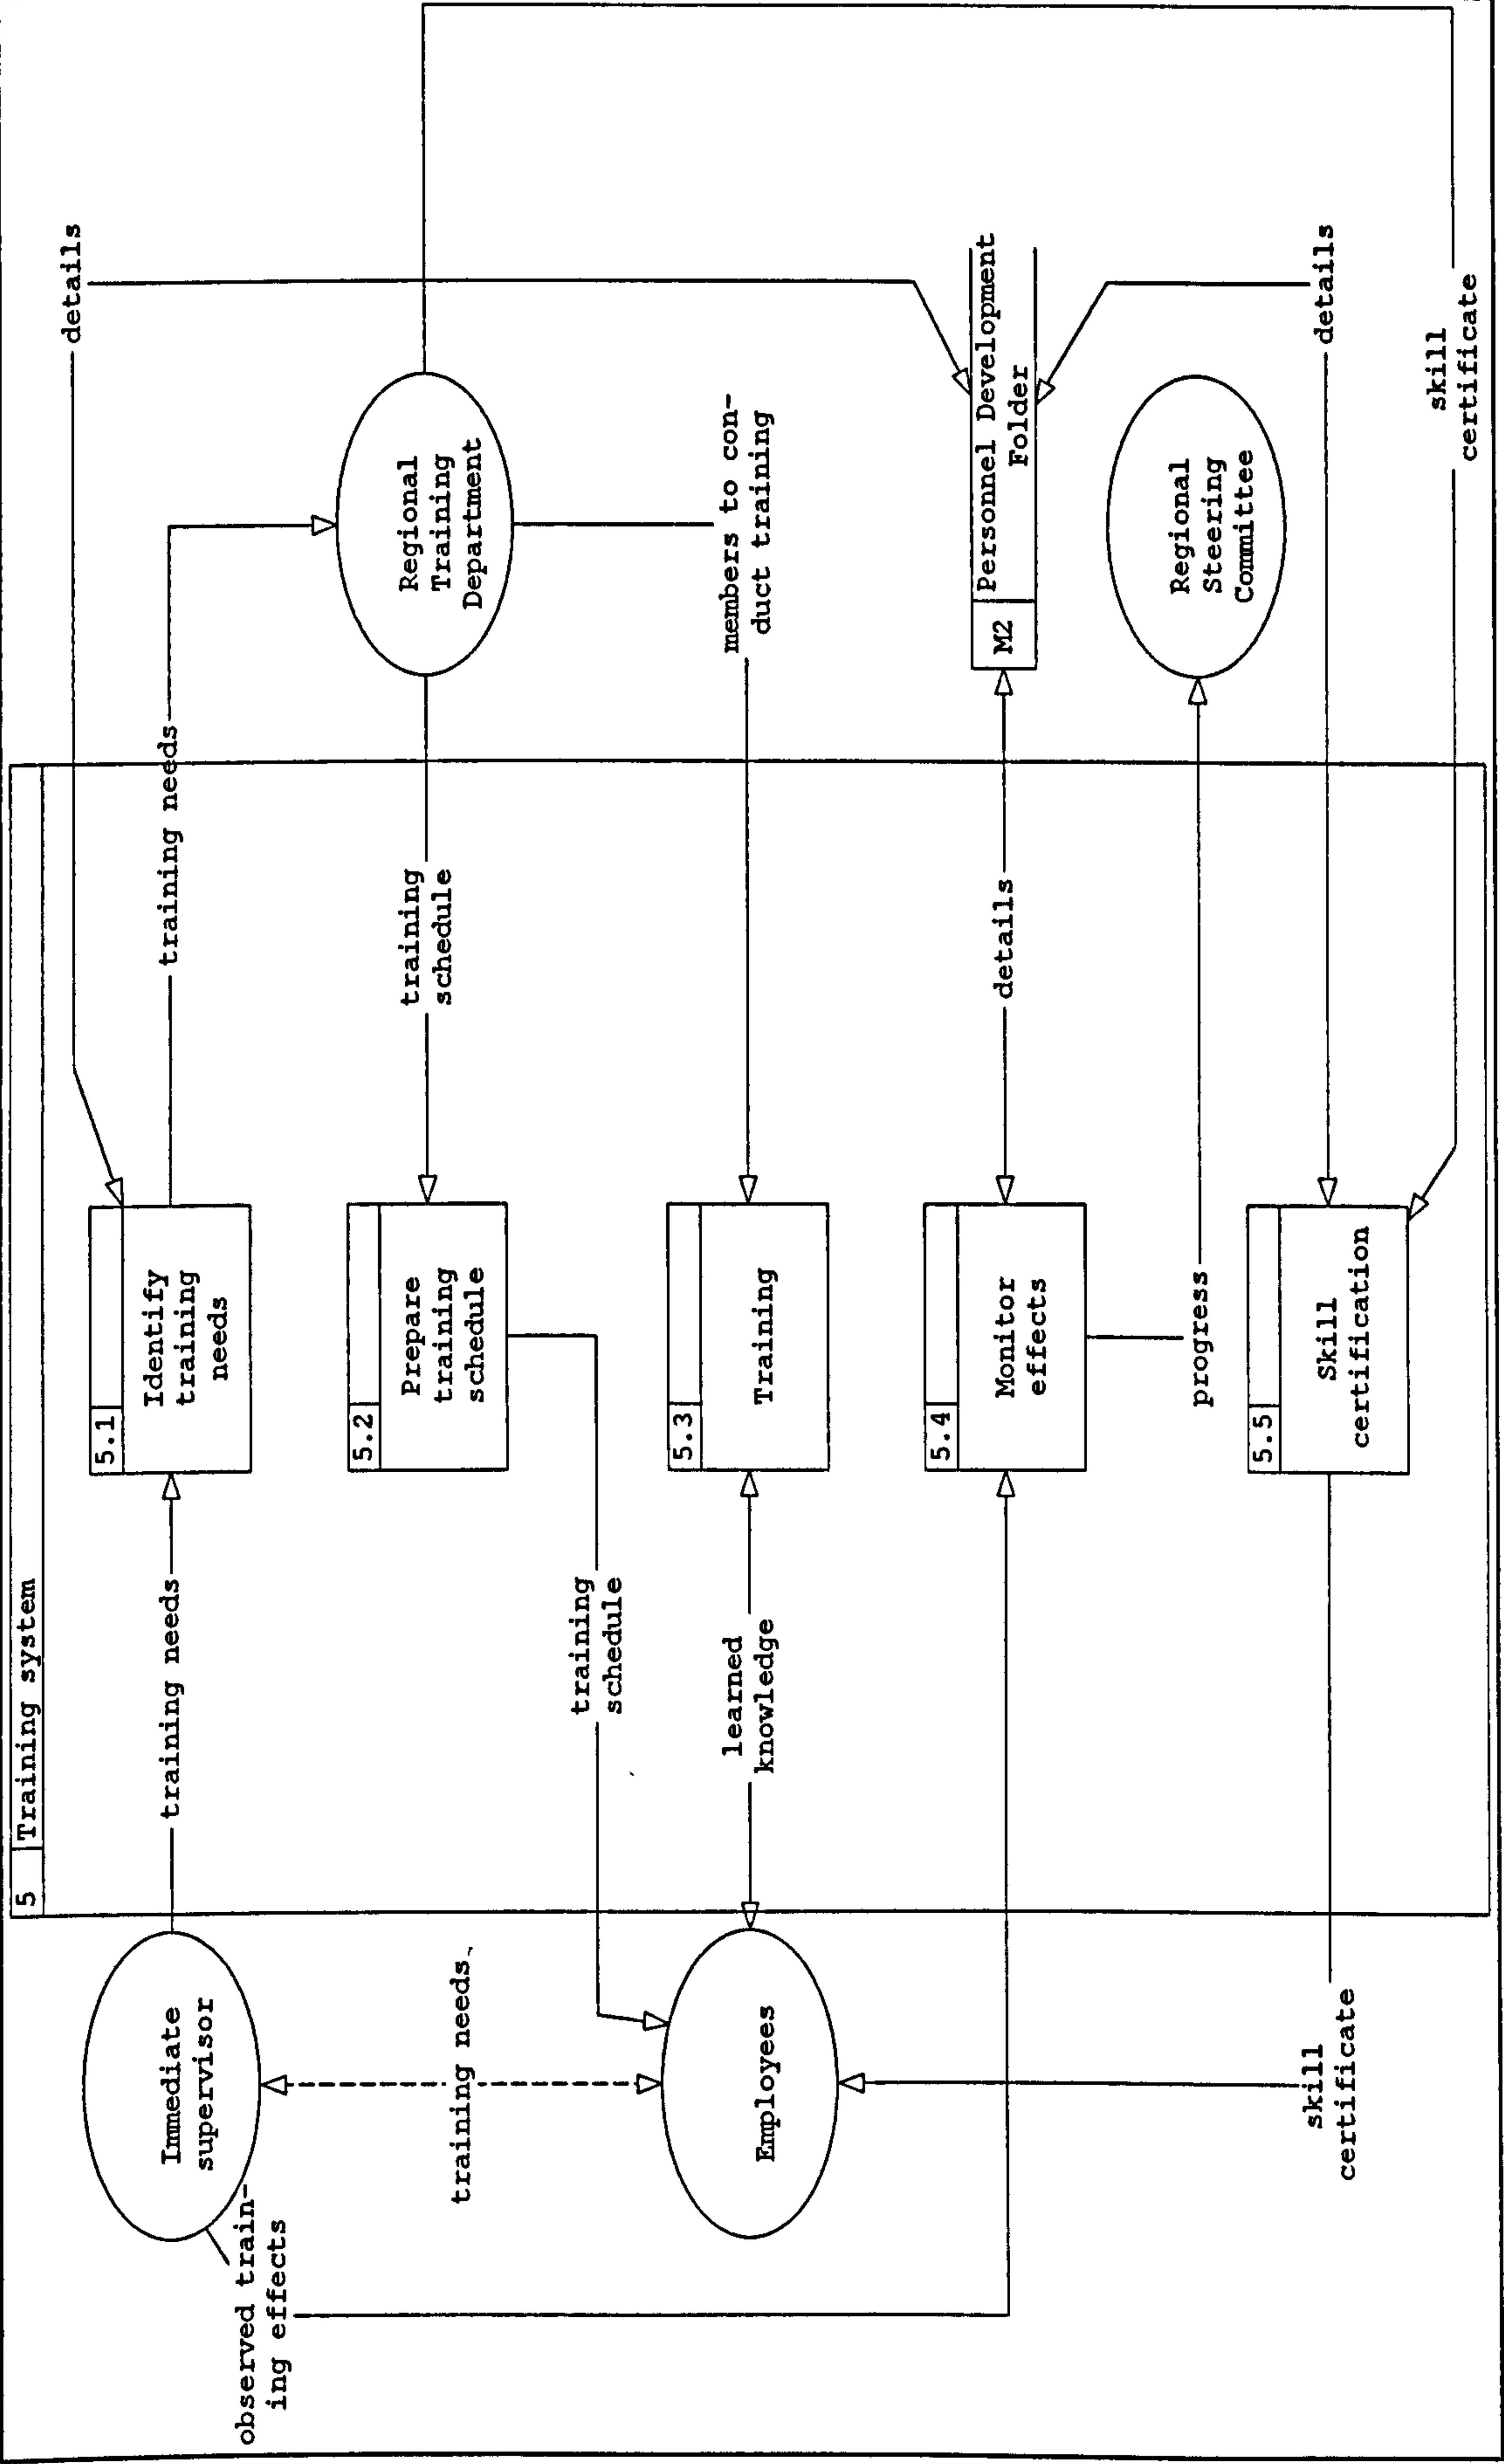 5
Training system
Immediate
supervisor
training needs
5.1
Identify
training
needs
training needs
details
observed train-
ing effects
training needs
5.2
Prepare
training
schedule
training
schedule
Regional
Training
Department
training
schedule
Employees
learned
knowledge
5.3
Training
members to con-
duct training
5.4
Monitor
effects
details
M2
Personnel Development
Folder
progress
Regional
Steering
Committee
skill
certificate
5.5
Skill
certification
details
skill
certificate